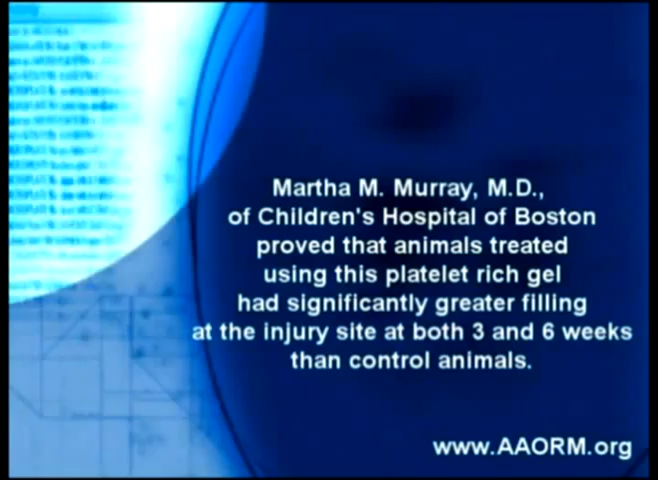 Martha M. Murray, M.D.,
of Children's Hospital of Boston
proved that animals treated
using this platelet rich gel
had significantly greater filling
at the injury site at both 3 and 6 weeks
than control animals.
www.AAORM.org